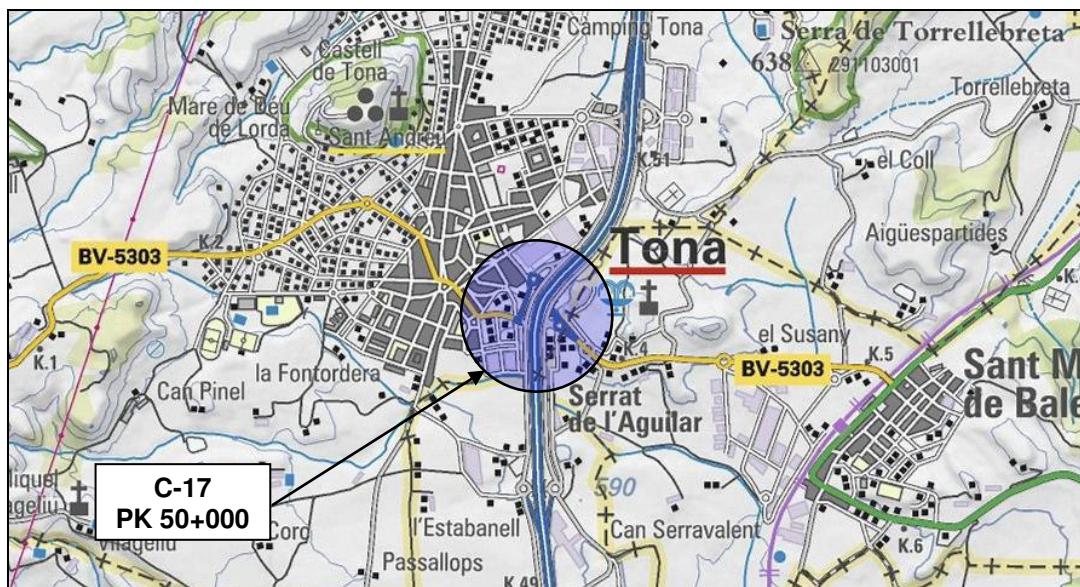 Càmping Tona
Serra de Torrellebreta
638
291103001
Castell
de Tona
Torrellebreta
Mare de Déu
de Lorda
Sant Andreu
K.51
el Coll
Aigüespartides
K.2
BV-5303
Tona
K.1
la Fontordera
Can Pinel
K.4
el Susany
K.5
BV-5303
Serrat
de l'Aguilar
Sant M
de Bale
C-17
PK 50+000
590
l'Estabanell
Can Serravalent
Passallops
K.49
K.6